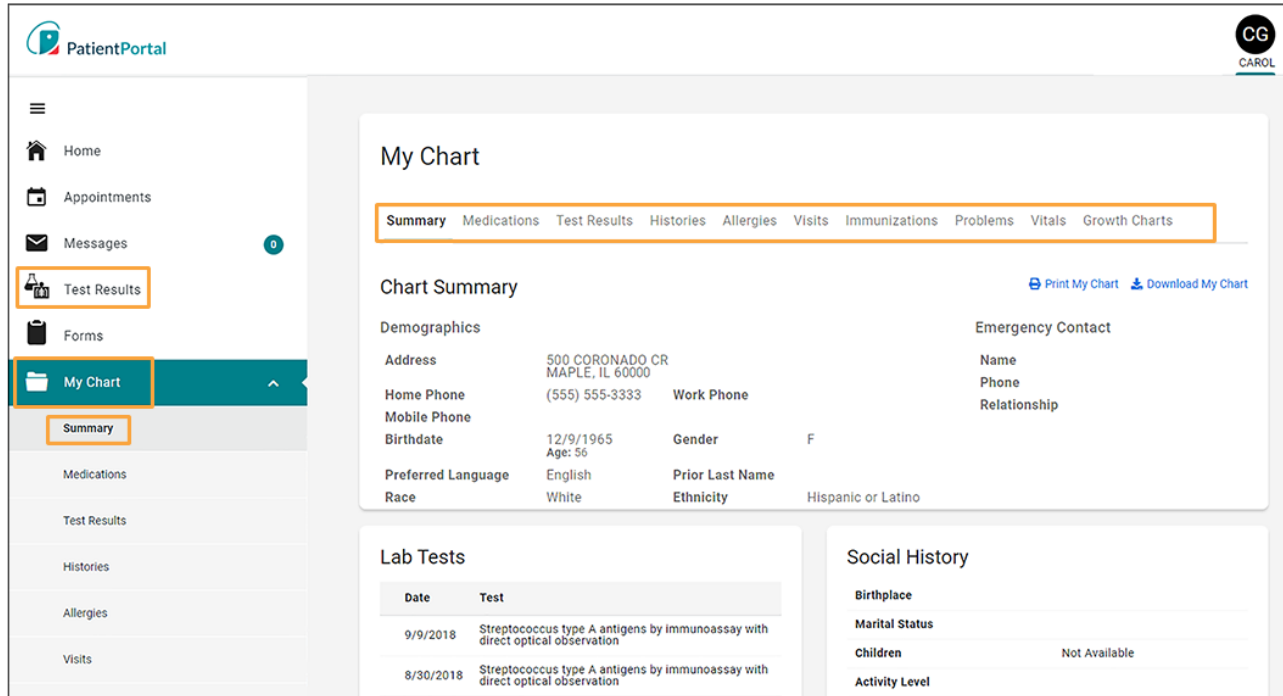 PatientPortal
CG
CAROL
Home
Appointments
Messages 0
Test Results
Forms
My Chart
Summary
Medications
Test Results
Histories
Allergies
Visits
My Chart
Summary Medications Test Results Histories Allergies Visits Immunizations Problems Vitals Growth Charts
Chart Summary Print My Chart Download My Chart
Demographics Emergency Contact
Address 500 CORONADO CR Name
MAPLE, IL 60000
Phone
Home Phone (555) 555-3333 Work Phone
Relationship
Mobile Phone
Birthdate 12/9/1965 Gender F
Age: 56
Preferred Language English Prior Last Name
Race White Ethnicity Hispanic or Latino
Lab Tests
Date Test
9/9/2018 Streptococcus type A antigens by immunoassay with
direct optical observation
8/30/2018 Streptococcus type A antigens by immunoassay with
direct optical observation
Social History
Birthplace
Marital Status
Children Not Available
Activity Level